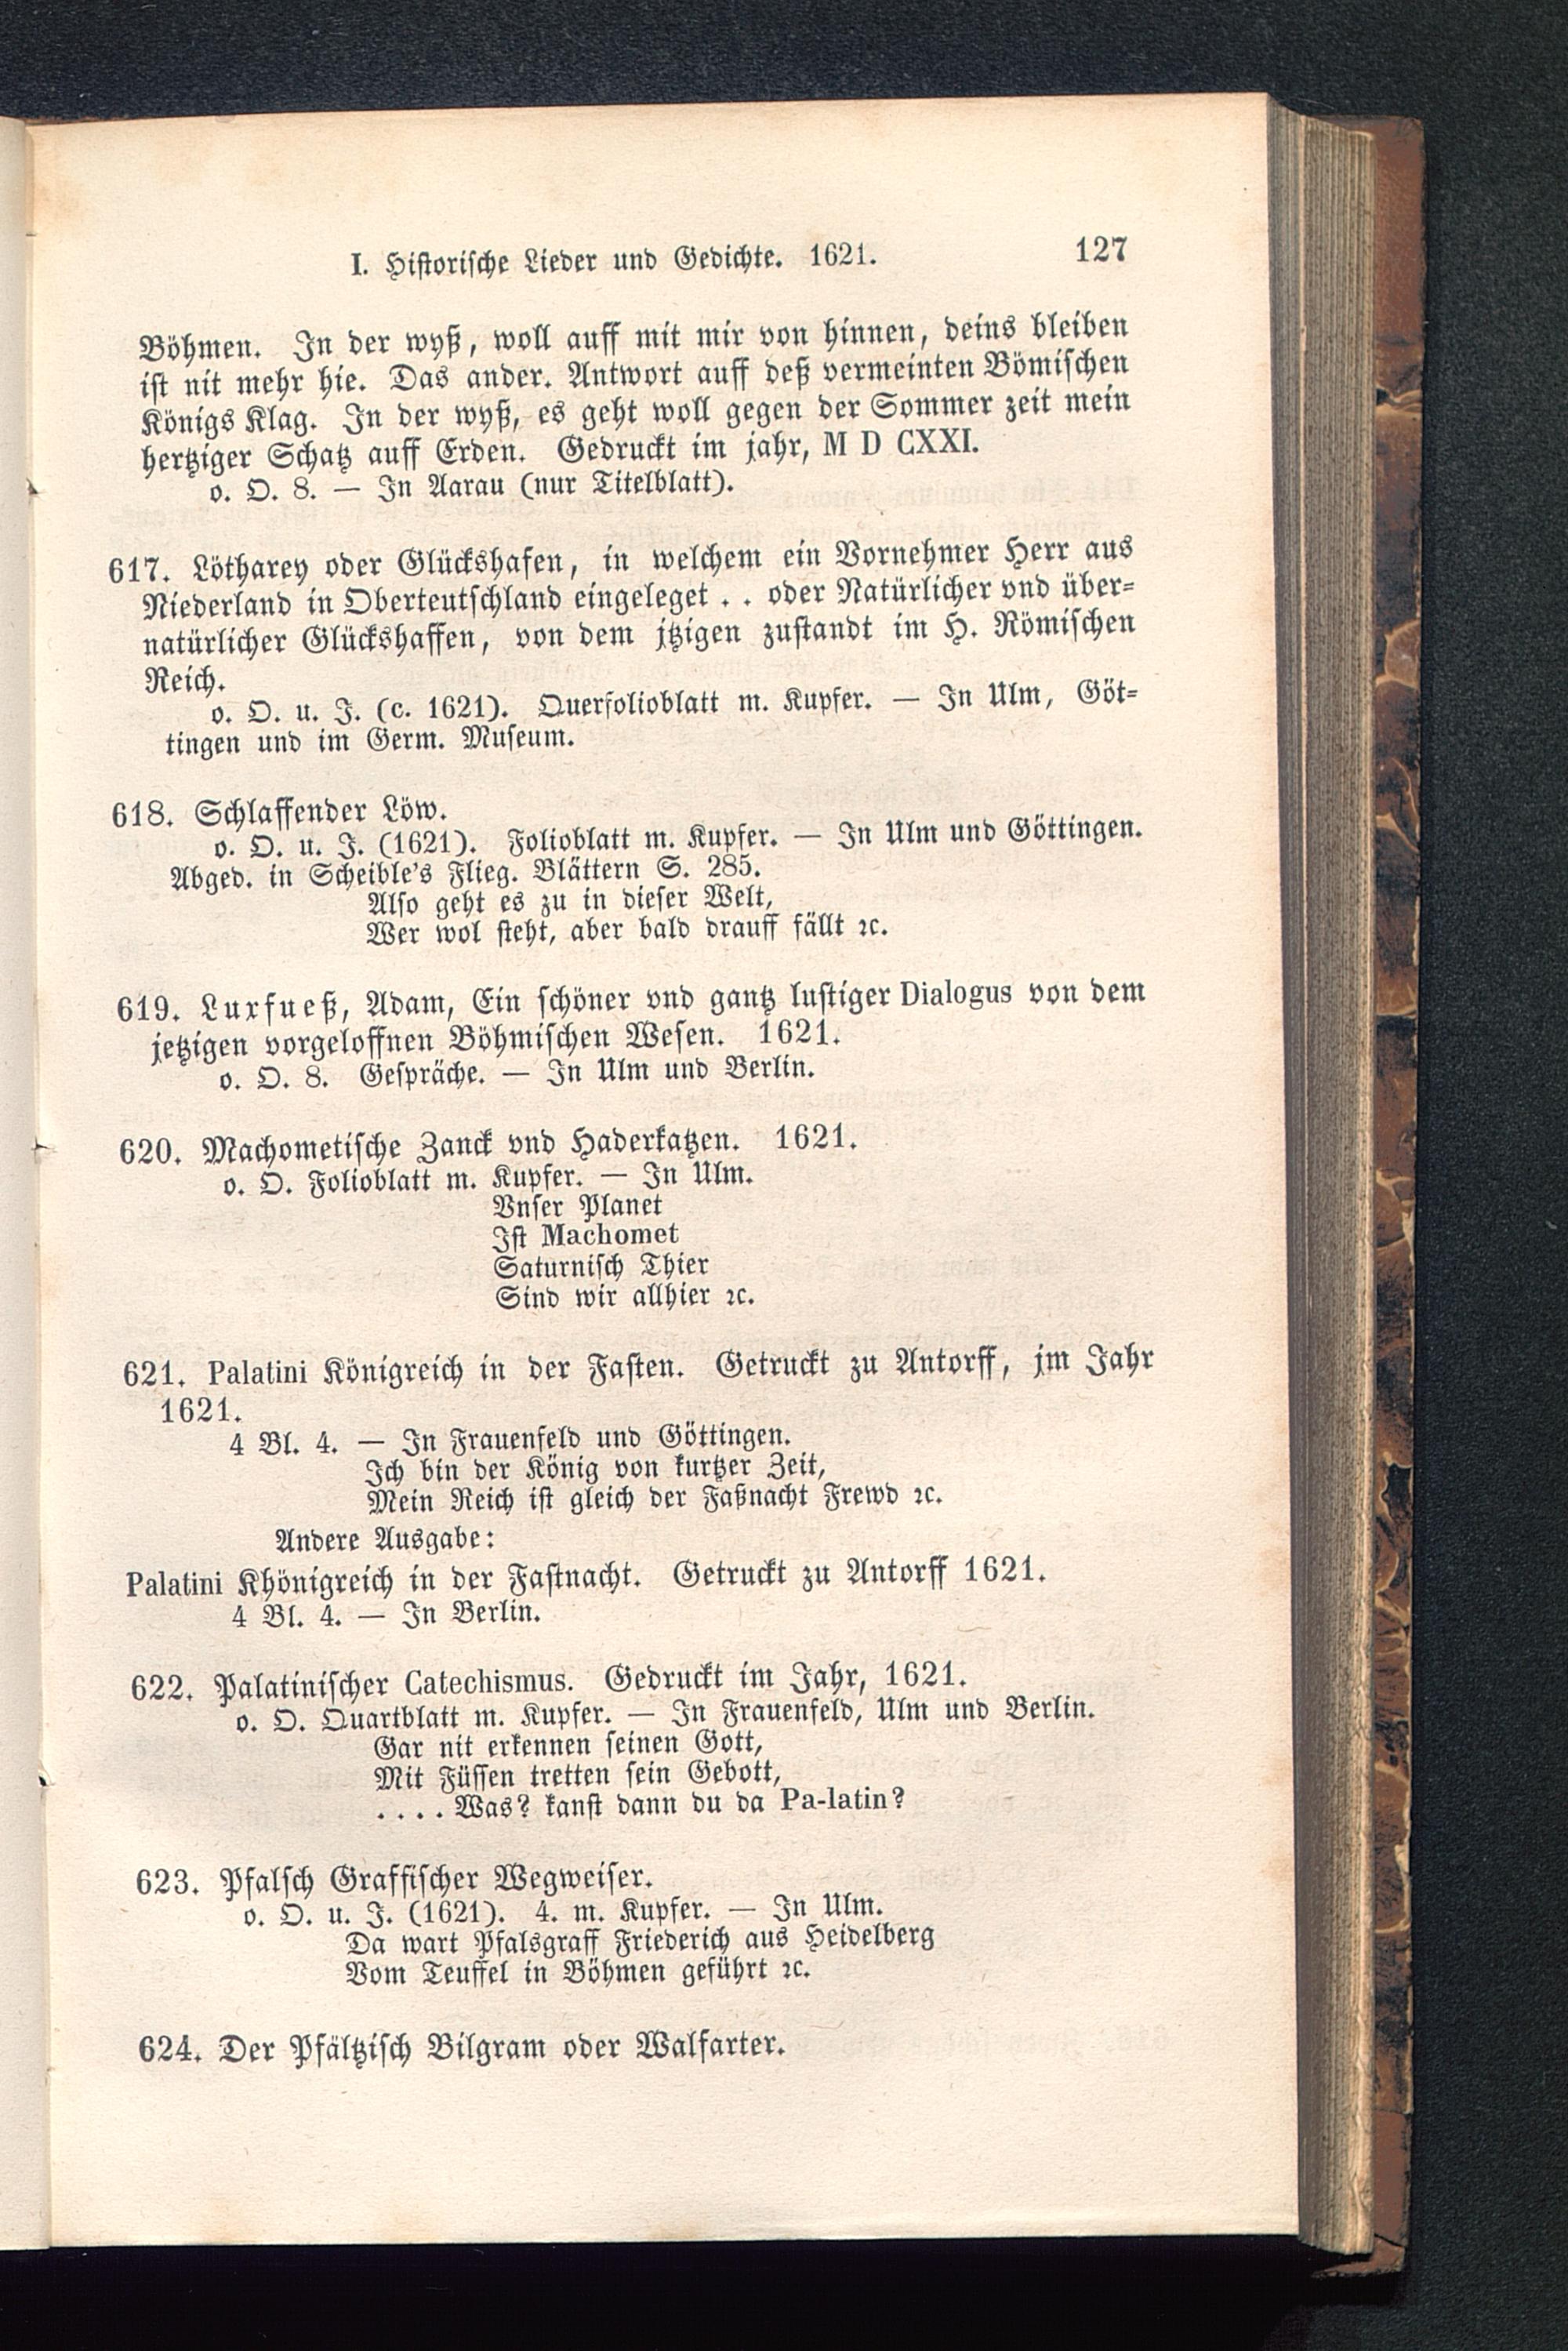 I. Historische Lieder und Gedichte. 1621. 127
Böhmen. In der wyß, woll auff mit mir von hinnen, deins bleiben
ist nit mehr hie. Das ander. Antwort auff deß vermeinten Bömischen
Königs Klag. In der wyß, es geht woll gegen der Sommer zeit mein
hertziger Schatz auff Erden. Gedruckt im jahr, M D CXXI.
o. O. 8. — In Aarau (nur Titelblatt).
617. Lötharey oder Glückshafen, in welchem ein Vornehmer Herr aus
Niederland in Oberteutschland eingeleget . . oder Natürlicher vnd über-
natürlicher Glückshaffen, von dem jtzigen zustandt im H. Römischen
Reich.
o. O. u. J. (c. 1621). Querfolioblatt m. Kupfer. — In Ulm, Göt-
tingen und im Germ. Museum.
618. Schlaffender Löw.
o. O. u. J. (1621). Folioblatt m. Kupfer. — In Ulm und Göttingen.
Abged. in Scheible's Flieg. Blättern S. 285.
Also geht es zu in dieser Welt,
Wer wol steht, aber bald drauff fällt ꝛc.
619. Luxfueß, Adam, Ein schöner vnd gantz lustiger Dialogus von dem
jetzigen vorgeloffnen Böhmischen Wesen. 1621.
o. O. 8. Gespräche. — In Ulm und Berlin.
620. Machometische Zanck vnd Haderkatzen. 1621.
o. O. Folioblatt m. Kupfer. — In Ulm.
Vnser Planet
Ist Machomet
Saturnisch Thier
Sind wir allhier ꝛc.
621. Palatini Königreich in der Fasten. Getruckt zu Antorff, jm Jahr
1621.
4 Bl. 4. — In Frauenfeld und Göttingen.
Ich bin der König von kurtzer Zeit,
Mein Reich ist gleich der Faßnacht Frewd ꝛc.
Andere Ausgabe:
Palatini Khönigreich in der Fastnacht. Getruckt zu Antorff 1621.
4 Bl. 4. — In Berlin.
622. Palatinischer Catechismus. Gedruckt im Jahr, 1621.
o. O. Quartblatt m. Kupfer. — In Frauenfeld, Ulm und Berlin.
Gar nit erkennen seinen Gott,
Mit Füssen tretten sein Gebott,
. . . . Was? kanst dann du da Pa-latin?
623. Pfalsch Graffischer Wegweiser.
o. O. u. J. (1621). 4. m. Kupfer. — In Ulm.
Da wart Pfalsgraff Friederich aus Heidelberg
Vom Teuffel in Böhmen geführt ꝛc.
624. Der Pfältzisch Bilgram oder Walfarter.